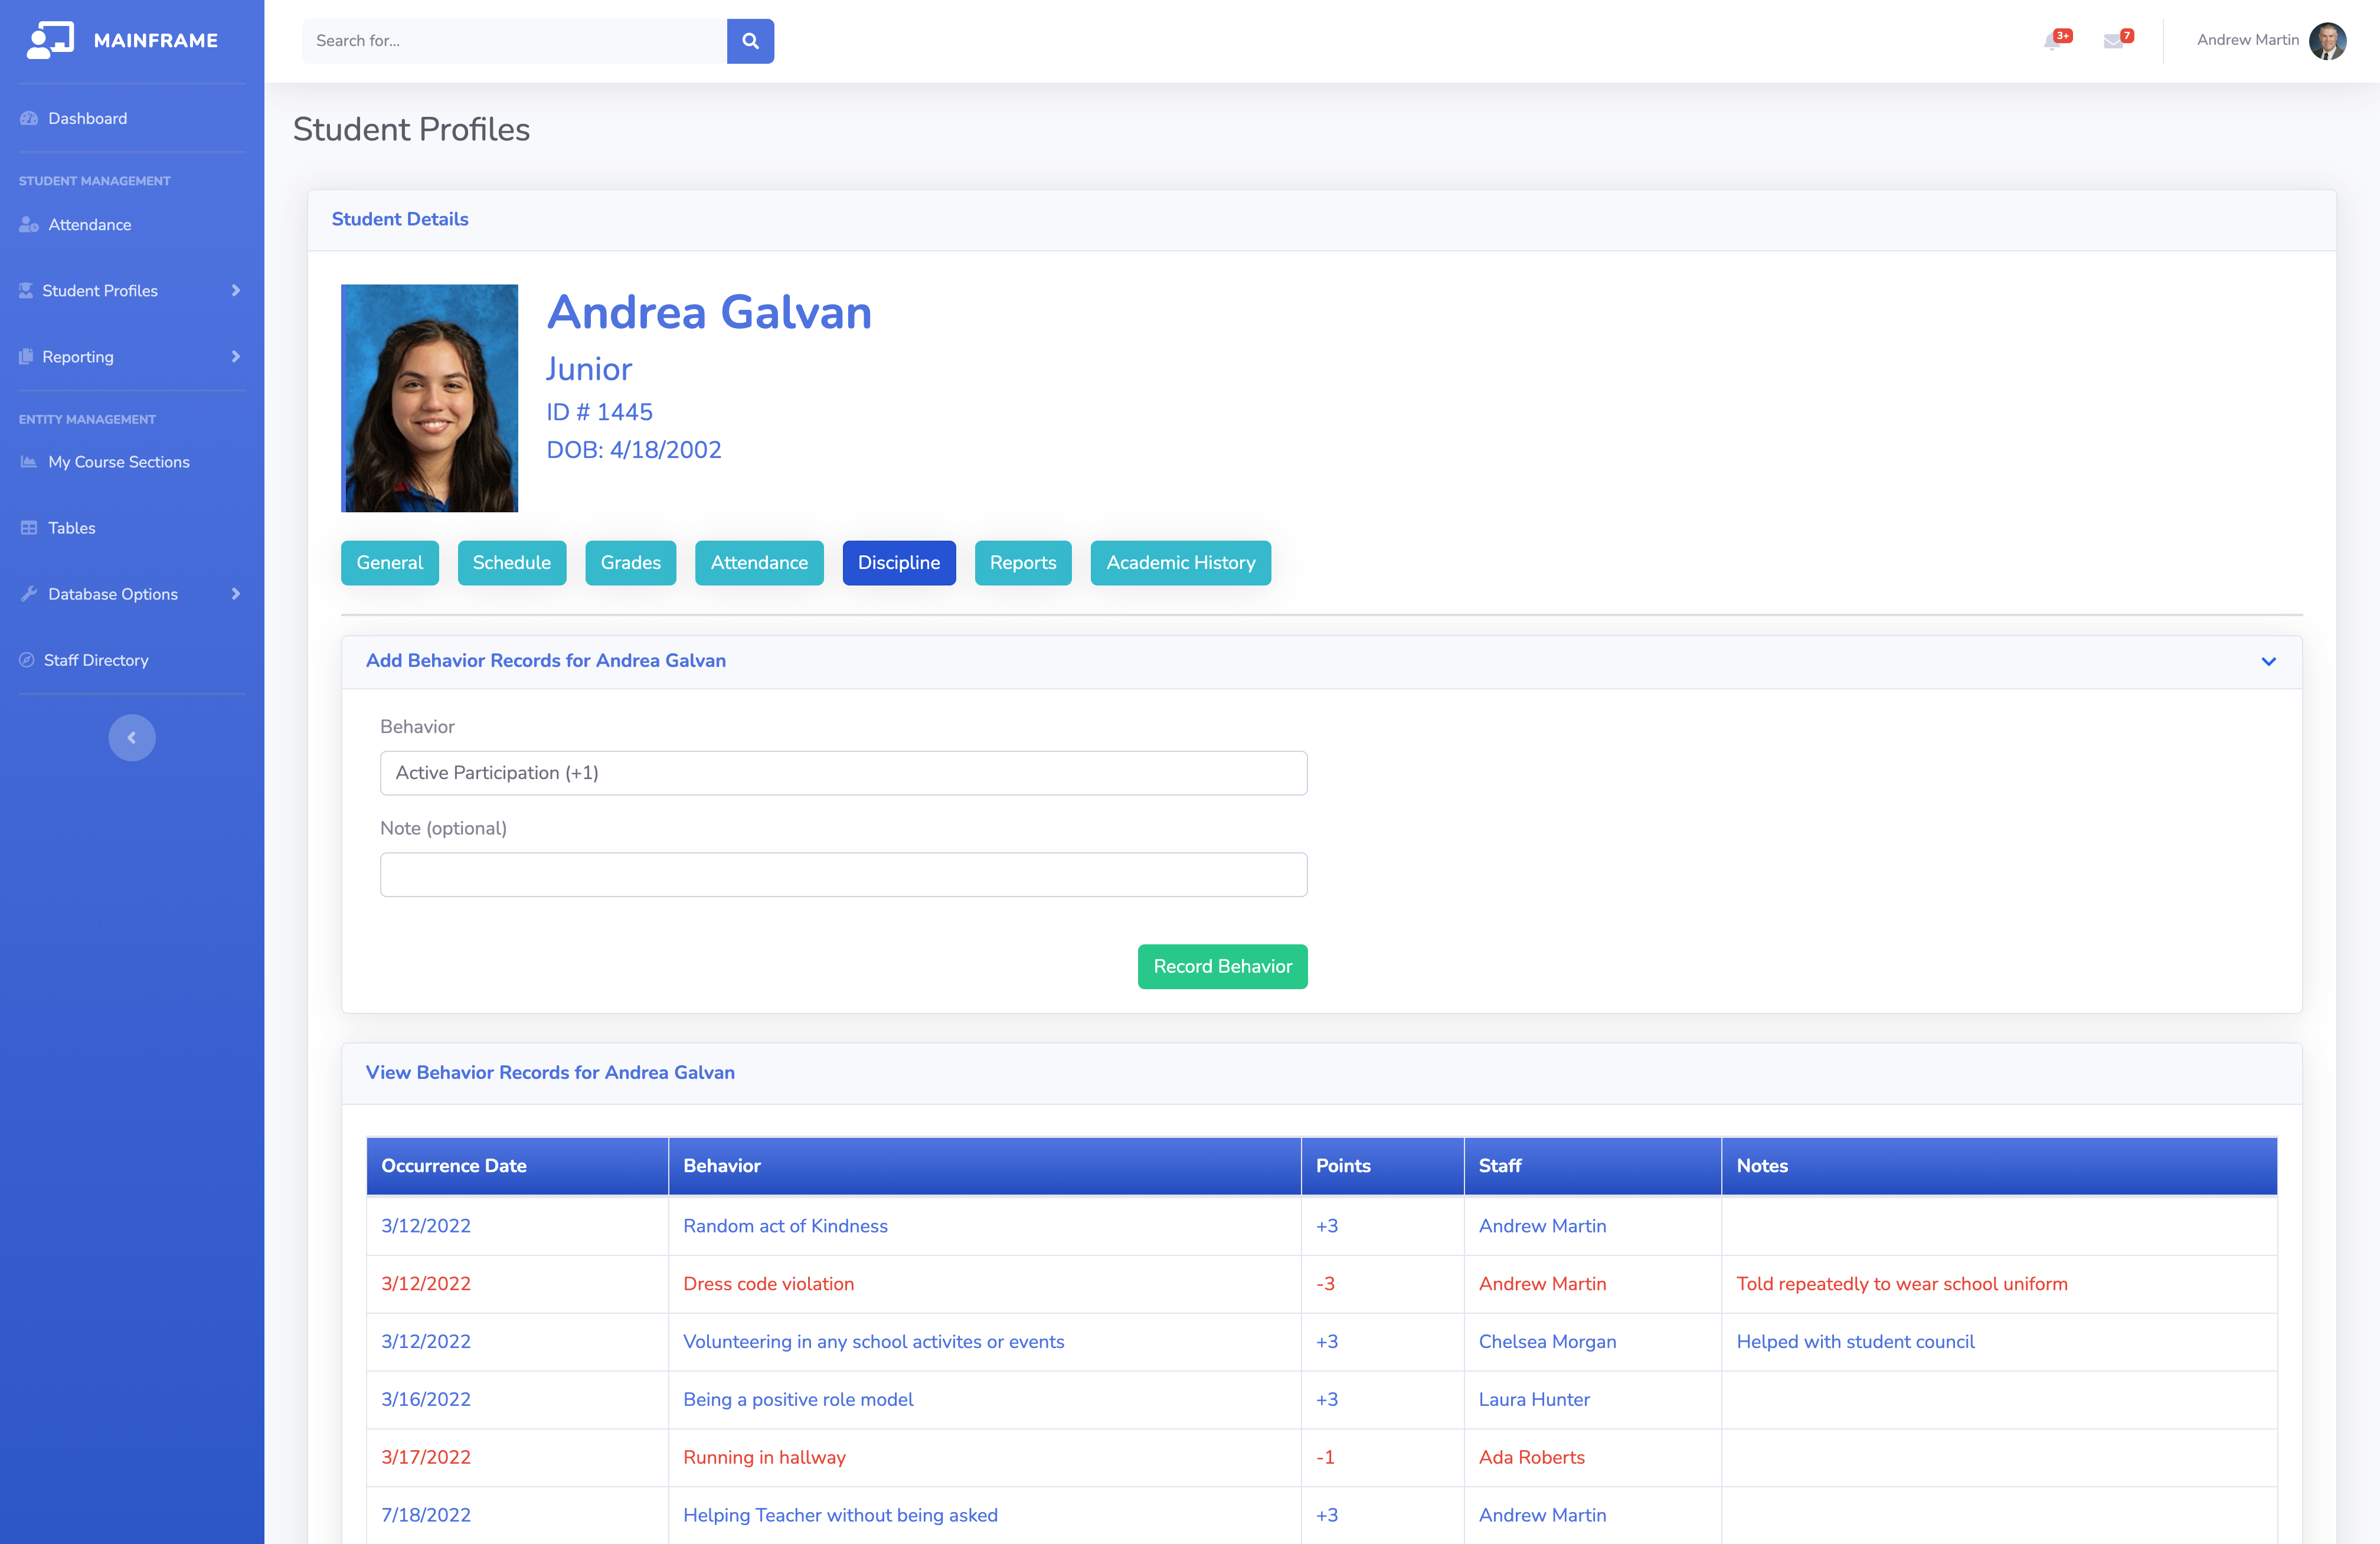 MAINFRAME
Search for...
3+
7
Andrew Martin
Dashboard
STUDENT MANAGEMENT
Attendance
Student Profiles
Reporting
ENTITY MANAGEMENT
My Course Sections
Tables
Database Options
Staff Directory
Student Profiles
Student Details
Andrea Galvan
Junior
ID # 1445
DOB: 4/18/2002
General Schedule Grades Attendance Discipline Reports Academic History
Add Behavior Records for Andrea Galvan
Behavior
Active Participation (+1)
Note (optional)
Record Behavior
View Behavior Records for Andrea Galvan
Occurrence Date Behavior Points Staff Notes
3/12/2022 Random act of Kindness +3 Andrew Martin
3/12/2022 Dress code violation -3 Andrew Martin Told repeatedly to wear school uniform
3/12/2022 Volunteering in any school activites or events +3 Chelsea Morgan Helped with student council
3/16/2022 Being a positive role model +3 Laura Hunter
3/17/2022 Running in hallway -1 Ada Roberts
7/18/2022 Helping Teacher without being asked +3 Andrew Martin